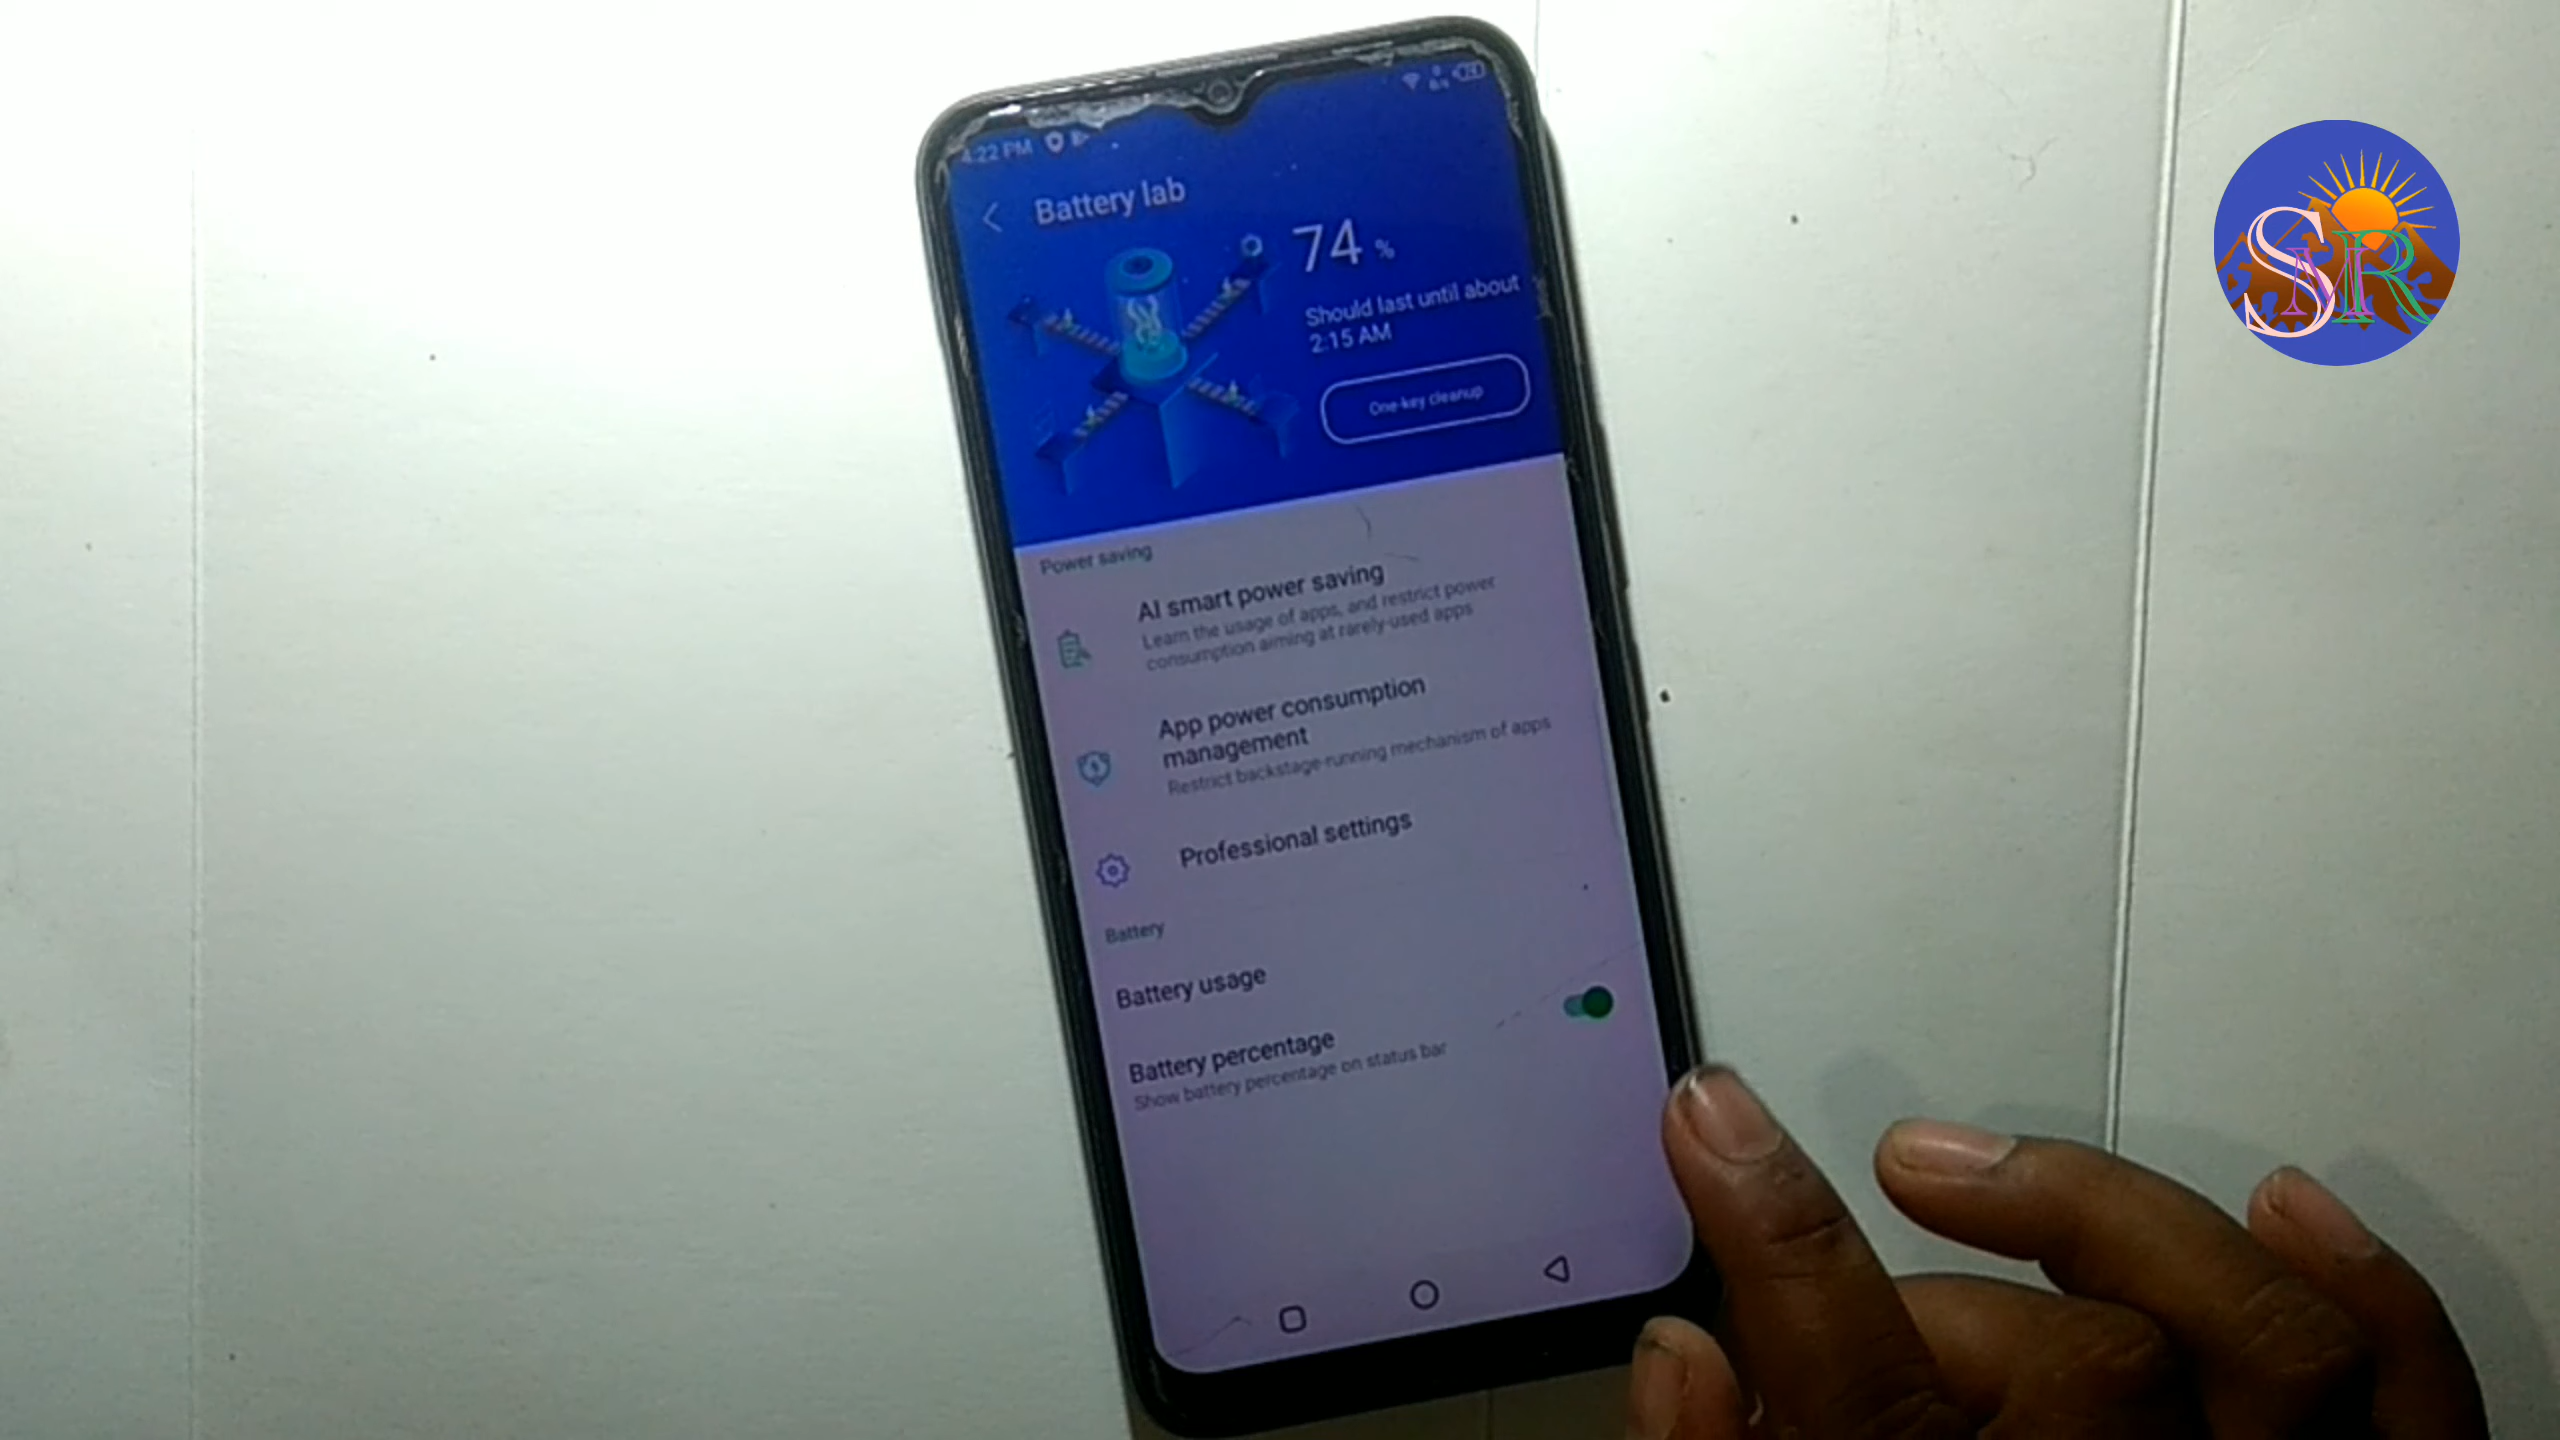 4:22 PM
74
Battery lab
74 %
Should last until about
2:15 AM
One-key cleanup
Power saving
AI smart power saving
Learn the usage of apps, and restrict power
consumption aiming at rarely-used apps
App power consumption
management
Restrict backstage-running mechanism of apps
Professional settings
Battery
Battery usage
Battery percentage
Show battery percentage on status bar
SMR